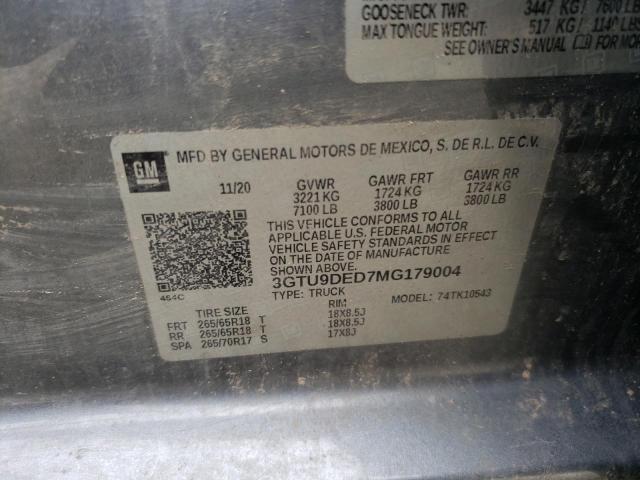 GOOSENECK TWR: 3447 KG / 7600 LB
MAX TONGUE WEIGHT: 517 KG / 1140 LB
SEE OWNER'S MANUAL FOR MOR
GM
MFD BY GENERAL MOTORS DE MEXICO, S. DE R.L. DE C.V.
11/20 GVWR GAWR FRT GAWR RR
3221 KG 1724 KG 1724 KG
7100 LB 3800 LB 3800 LB
THIS VEHICLE CONFORMS TO ALL
APPLICABLE U.S. FEDERAL MOTOR
VEHICLE SAFETY STANDARDS IN EFFECT
ON THE DATE OF MANUFACTURE
SHOWN ABOVE.
3GTU9DED7MG179004
TYPE: TRUCK MODEL: 74TK10543
464C
TIRE SIZE RIM
FRT 265/65R18 T 18X8.5J
RR 265/65R18 T 18X8.5J
SPA 265/70R17 S 17X8J